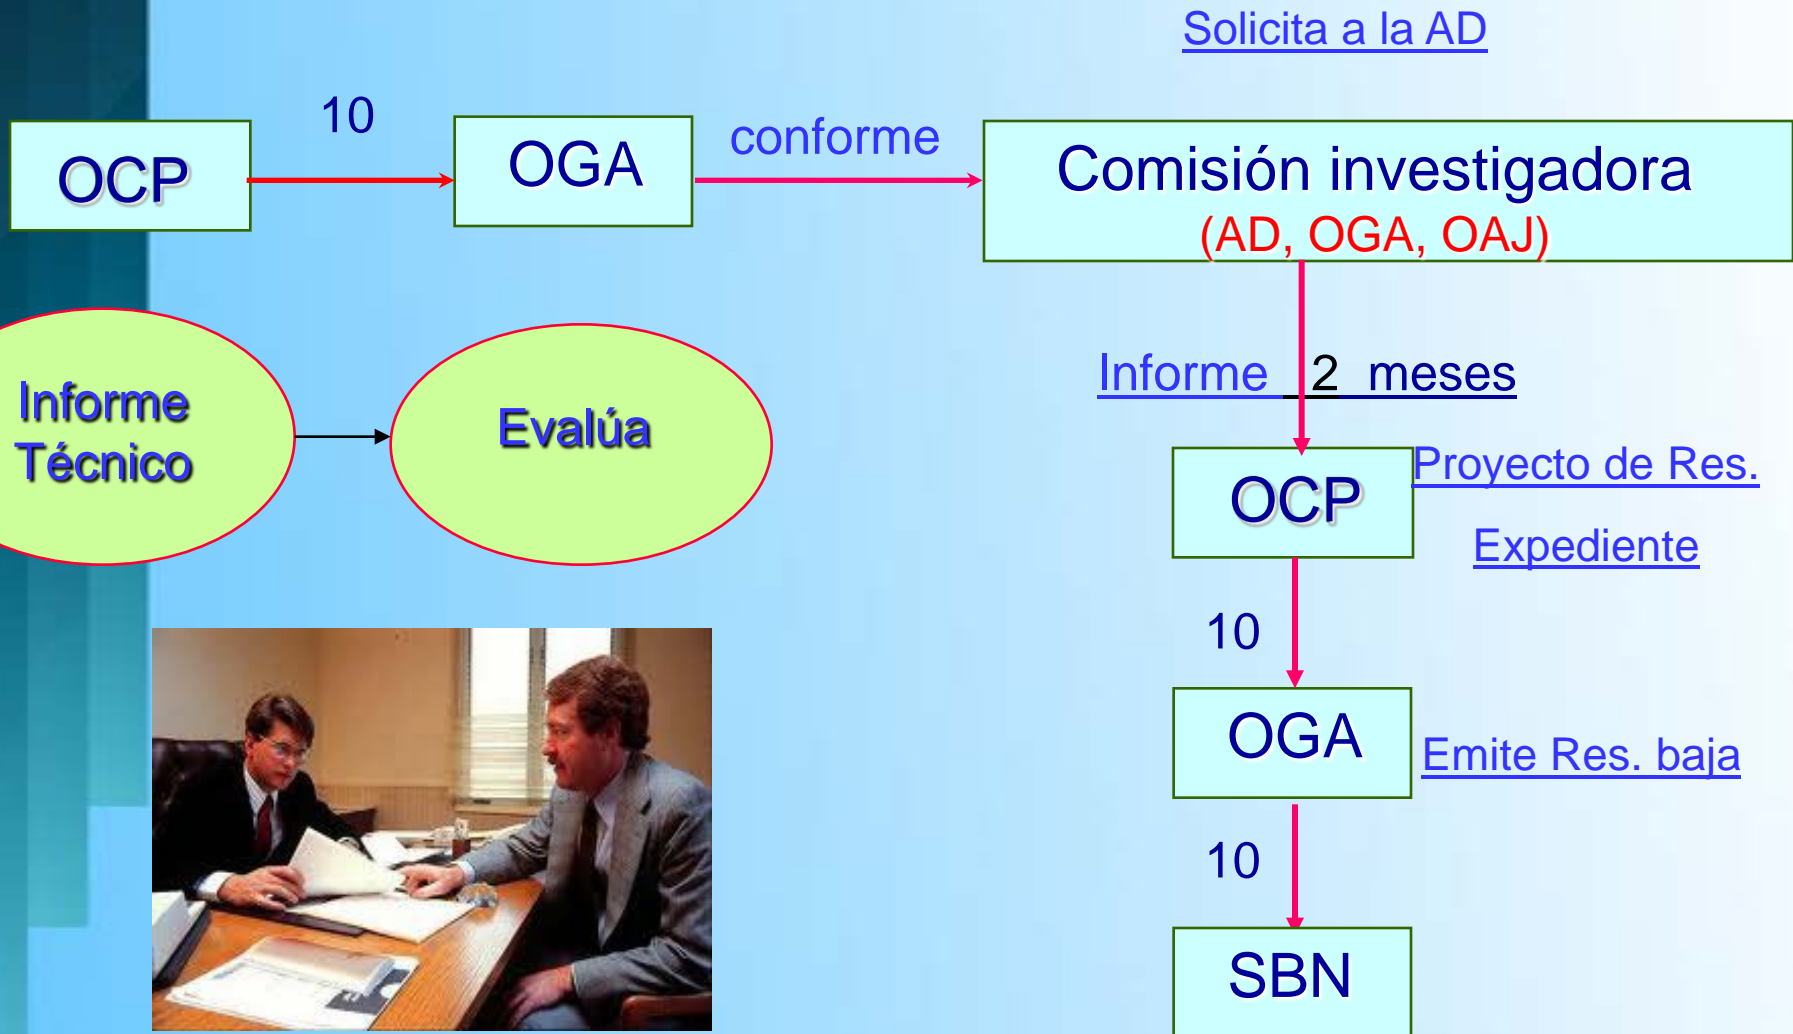 Solicita a la AD
10
OCP
OGA
conforme
Comisión investigadora
(AD, OGA, OAJ)
Informe
Técnico
Evalúa
Informe 2 meses
OCP
Proyecto de Res.
Expediente
10
OGA
Emite Res. baja
10
SBN